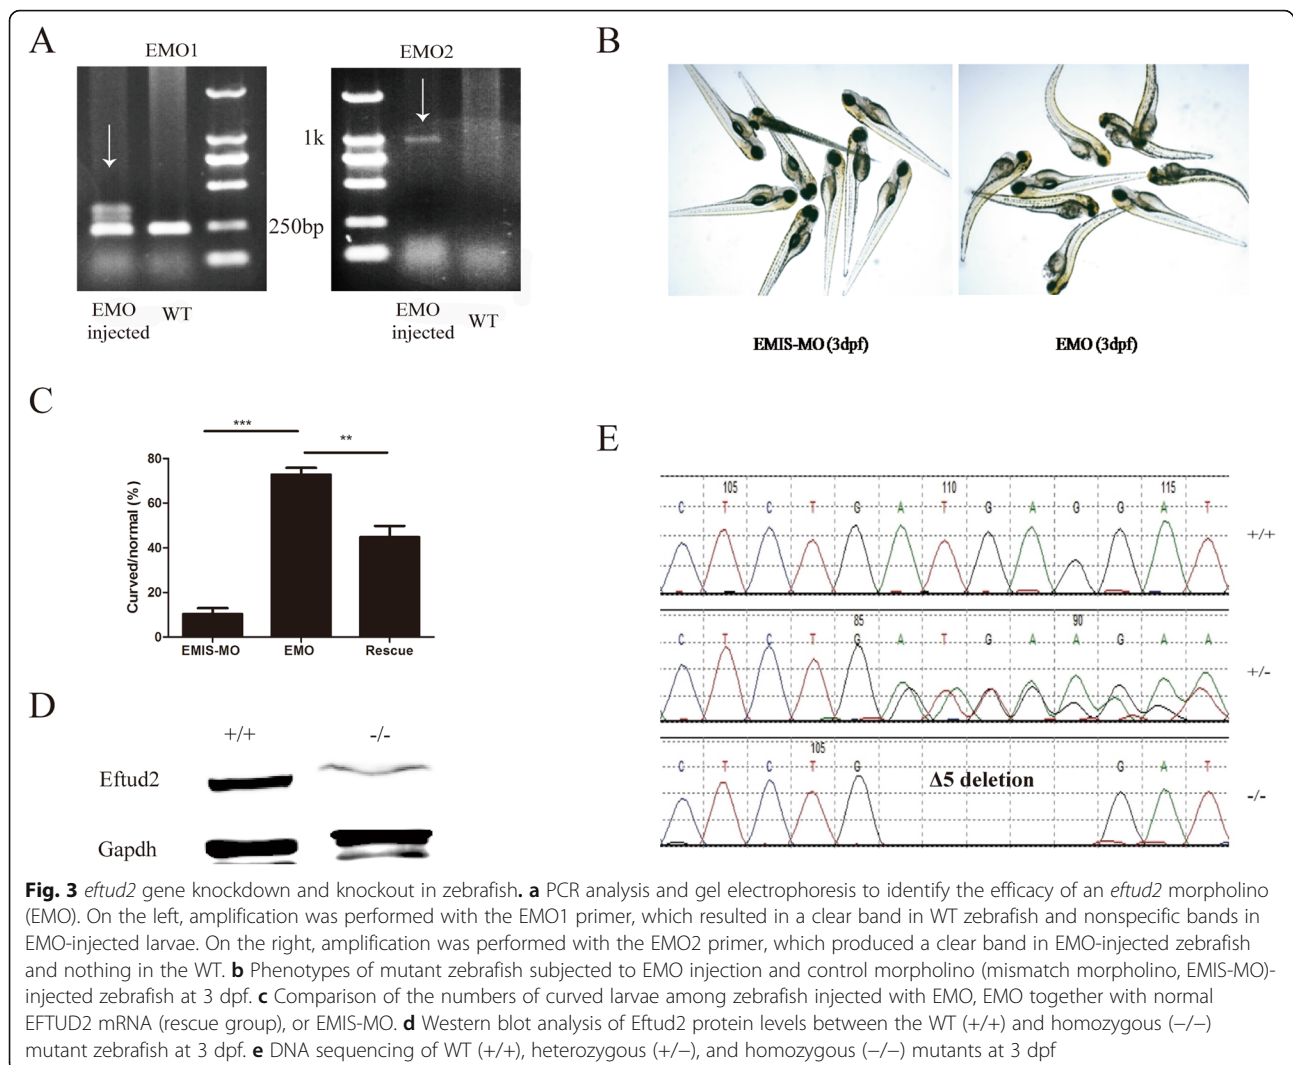 A
EMO1
EMO2
1k
250bp
EMO injected
WT
EMO injected
WT
B
EMIS-MO (3dpf)
EMO (3dpf)
C
***
**
Curved/normal (%)
80
60
40
20
0
EMIS-MO
EMO
Rescue
D
+/+
-/-
Eftud2
Gapdh
E
105
110
115
C T C T G A T G A G G A T
+/+
85
90
C T C T G A T G A A G A A
+/-
105
C T C T G
Δ5 deletion
G A T
-/-
Fig. 3 eftud2 gene knockdown and knockout in zebrafish. a PCR analysis and gel electrophoresis to identify the efficacy of an eftud2 morpholino
(EMO). On the left, amplification was performed with the EMO1 primer, which resulted in a clear band in WT zebrafish and nonspecific bands in
EMO-injected larvae. On the right, amplification was performed with the EMO2 primer, which produced a clear band in EMO-injected zebrafish
and nothing in the WT. b Phenotypes of mutant zebrafish subjected to EMO injection and control morpholino (mismatch morpholino, EMIS-MO)-
injected zebrafish at 3 dpf. c Comparison of the numbers of curved larvae among zebrafish injected with EMO, EMO together with normal
EFTUD2 mRNA (rescue group), or EMIS-MO. d Western blot analysis of Eftud2 protein levels between the WT (+/+) and homozygous (−/−)
mutant zebrafish at 3 dpf. e DNA sequencing of WT (+/+), heterozygous (+/−), and homozygous (−/−) mutants at 3 dpf